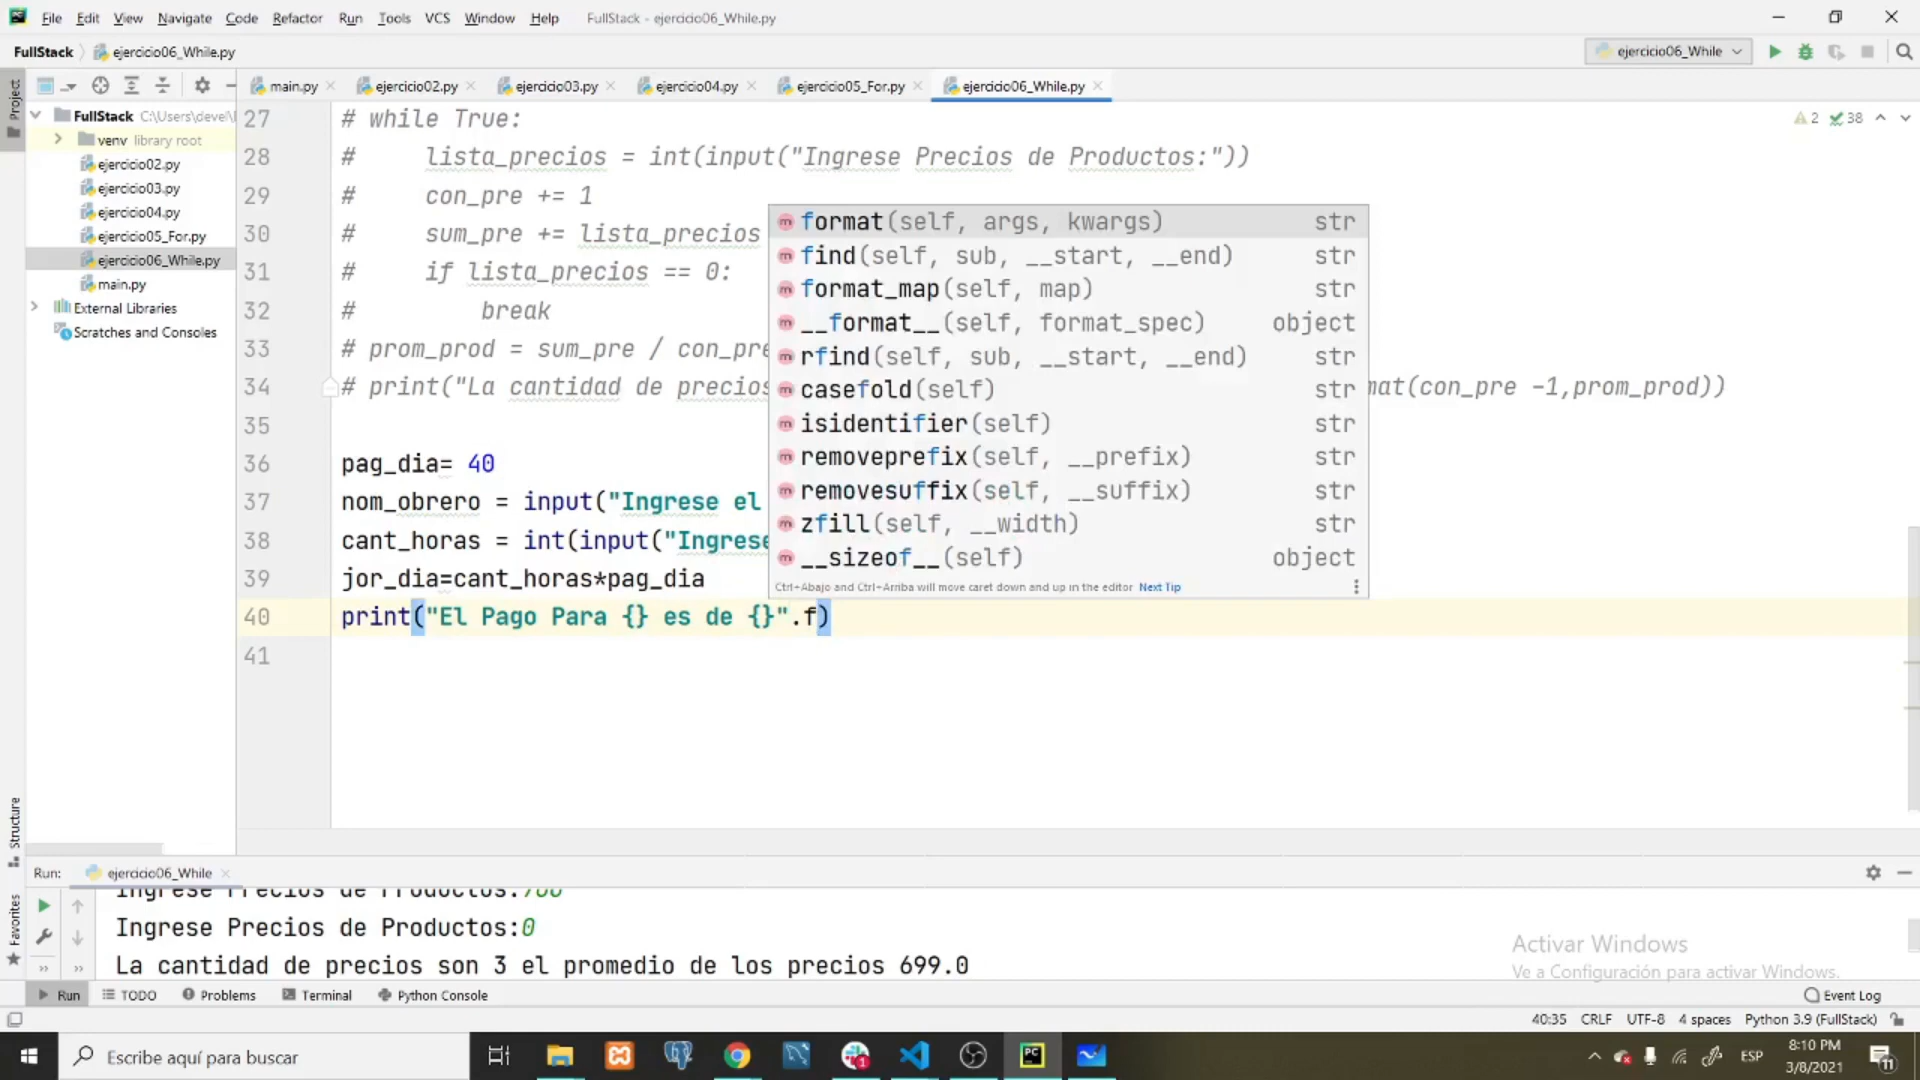 File Edit View Navigate Code Refactor Run Tools VCS Window Help FullStack - ejercicio06_While.py
FullStack ejercicio06_While.py ejercicio06_While
Project
main.py ejercicio02.py ejercicio03.py ejercicio04.py ejercicio05_For.py ejercicio06_While.py
FullStack C:\Users\devel\
venv library root
ejercicio02.py
ejercicio03.py
ejercicio04.py
ejercicio05_For.py
ejercicio06_While.py
main.py
External Libraries
Scratches and Consoles
2 38
27 # while True:
28 #     lista_precios = int(input("Ingrese Precios de Productos:"))
29 #     con_pre += 1
30 #     sum_pre += lista_precios
31 #     if lista_precios == 0:
32 #         break
33 # prom_prod = sum_pre / con_pre
34 # print("La cantidad de precios mat(con_pre -1,prom_prod))
35
36 pag_dia= 40
37 nom_obrero = input("Ingrese el
38 cant_horas = int(input("Ingrese
39 jor_dia=cant_horas*pag_dia
40 print("El Pago Para {} es de {}".f)
41
format(self, args, kwargs) str
find(self, sub, __start, __end) str
format_map(self, map) str
__format__(self, format_spec) object
rfind(self, sub, __start, __end) str
casefold(self) str
isidentifier(self) str
removeprefix(self, __prefix) str
removesuffix(self, __suffix) str
zfill(self, __width) str
__sizeof__(self) object
Ctrl+Abajo and Ctrl+Arriba will move caret down and up in the editor Next Tip
Structure
Favorites
Run: ejercicio06_While
Ingrese Precios de Productos:700
Ingrese Precios de Productos:0
La cantidad de precios son 3 el promedio de los precios 699.0
Activar Windows
Ve a Configuración para activar Windows.
Run TODO Problems Terminal Python Console Event Log
40:35 CRLF UTF-8 4 spaces Python 3.9 (FullStack)
Escribe aquí para buscar
ESP 8:10 PM
3/8/2021
11